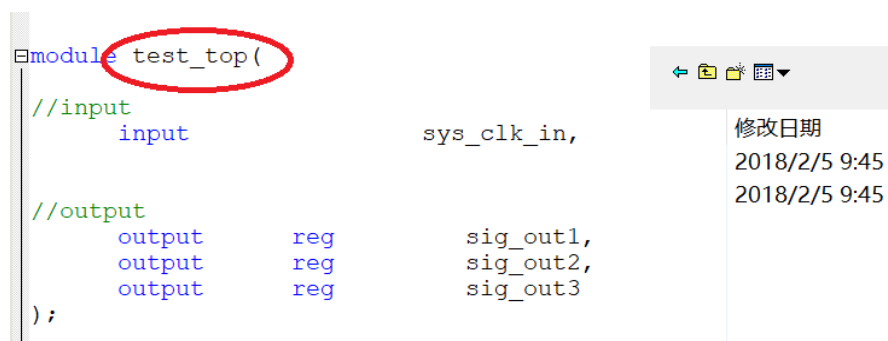 module test_top(
//input
input sys_clk_in,
//output
output reg sig_out1,
output reg sig_out2,
output reg sig_out3
);
修改日期
2018/2/5 9:45
2018/2/5 9:45